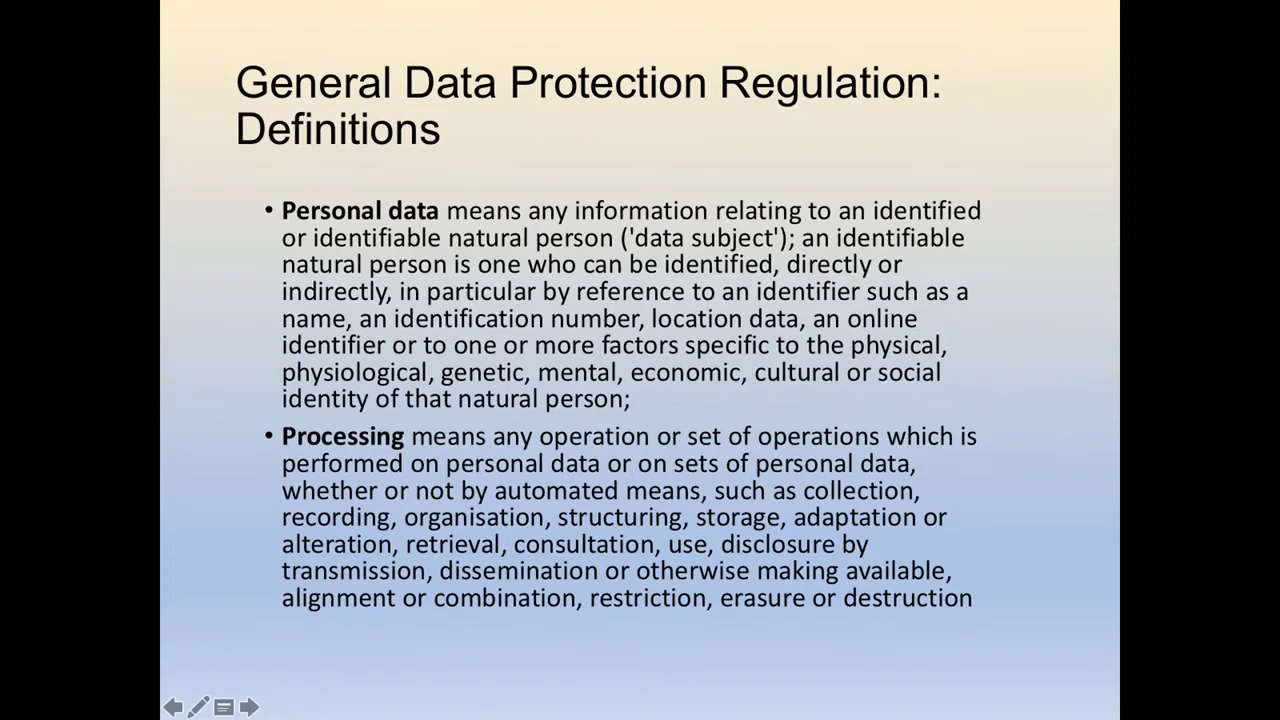 General Data Protection Regulation:
Definitions
• Personal data means any information relating to an identified
or identifiable natural person ('data subject'); an identifiable
natural person is one who can be identified, directly or
indirectly, in particular by reference to an identifier such as a
name, an identification number, location data, an online
identifier or to one or more factors specific to the physical,
physiological, genetic, mental, economic, cultural or social
identity of that natural person;
• Processing means any operation or set of operations which is
performed on personal data or on sets of personal data,
whether or not by automated means, such as collection,
recording, organisation, structuring, storage, adaptation or
alteration, retrieval, consultation, use, disclosure by
transmission, dissemination or otherwise making available,
alignment or combination, restriction, erasure or destruction